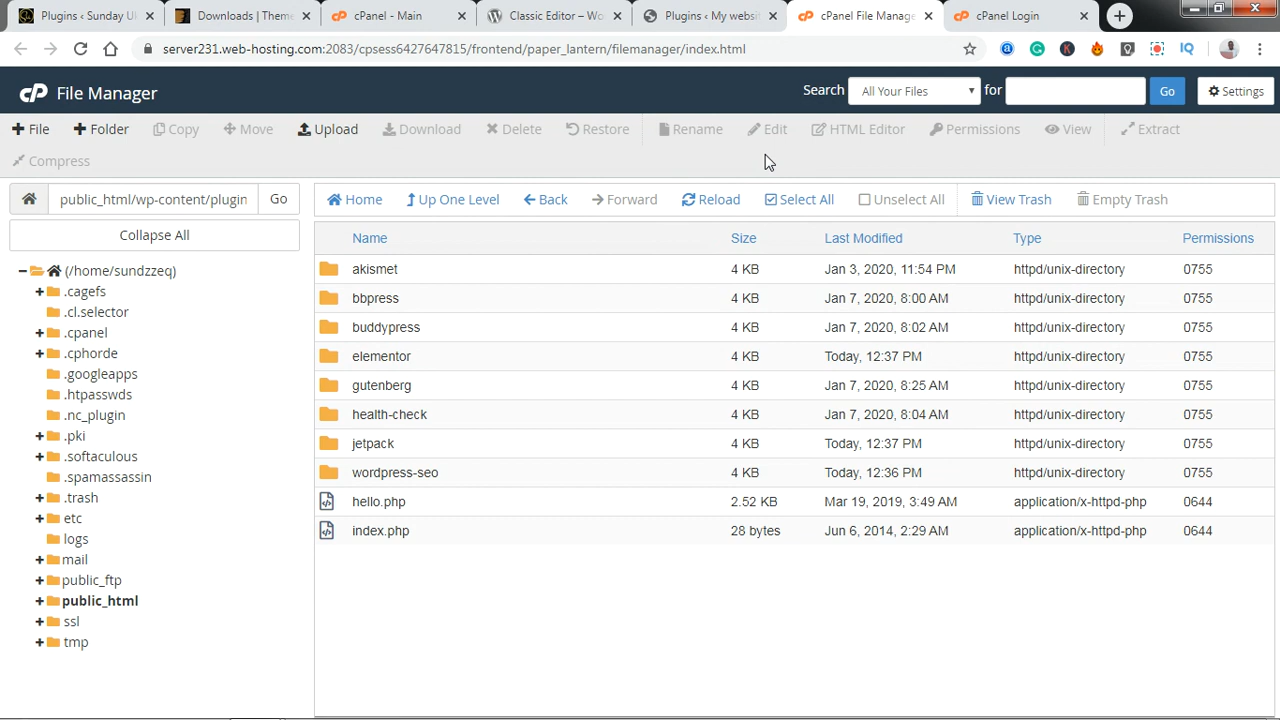 Plugins ‹ Sunday Uk
Downloads | Theme
cPanel - Main
Classic Editor – Wo
Plugins ‹ My websi
cPanel File Manage
cPanel Login
server231.web-hosting.com:2083/cpsess6427647815/frontend/paper_lantern/filemanager/index.html
cP File Manager
Search All Your Files for Go Settings
File Folder Copy Move Upload Download Delete Restore Rename Edit HTML Editor Permissions View Extract
Compress
public_html/wp-content/plugin Go
Home Up One Level Back Forward Reload Select All Unselect All View Trash Empty Trash
Collapse All
(/home/sundzzeq)
.cagefs
.cl.selector
.cpanel
.cphorde
.googleapps
.htpasswds
.nc_plugin
.pki
.softaculous
.spamassassin
.trash
etc
logs
mail
public_ftp
public_html
ssl
tmp
Name Size Last Modified Type Permissions
akismet 4 KB Jan 3, 2020, 11:54 PM httpd/unix-directory 0755
bbpress 4 KB Jan 7, 2020, 8:00 AM httpd/unix-directory 0755
buddypress 4 KB Jan 7, 2020, 8:02 AM httpd/unix-directory 0755
elementor 4 KB Today, 12:37 PM httpd/unix-directory 0755
gutenberg 4 KB Jan 7, 2020, 8:25 AM httpd/unix-directory 0755
health-check 4 KB Jan 7, 2020, 8:04 AM httpd/unix-directory 0755
jetpack 4 KB Today, 12:37 PM httpd/unix-directory 0755
wordpress-seo 4 KB Today, 12:36 PM httpd/unix-directory 0755
hello.php 2.52 KB Mar 19, 2019, 3:49 AM application/x-httpd-php 0644
index.php 28 bytes Jun 6, 2014, 2:29 AM application/x-httpd-php 0644